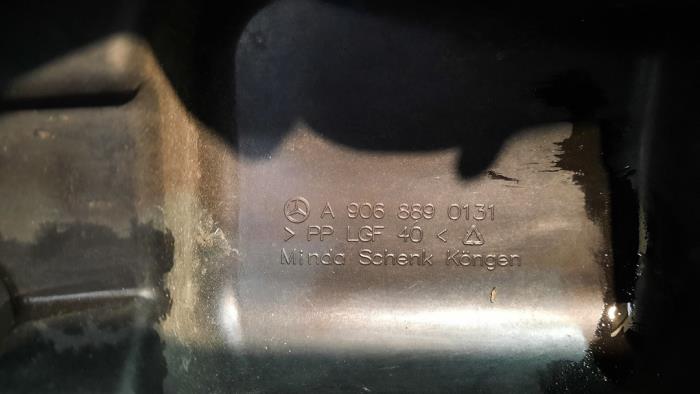 A 906 889 0131
> PP LGF 40 <
Minda Schenk Köngen